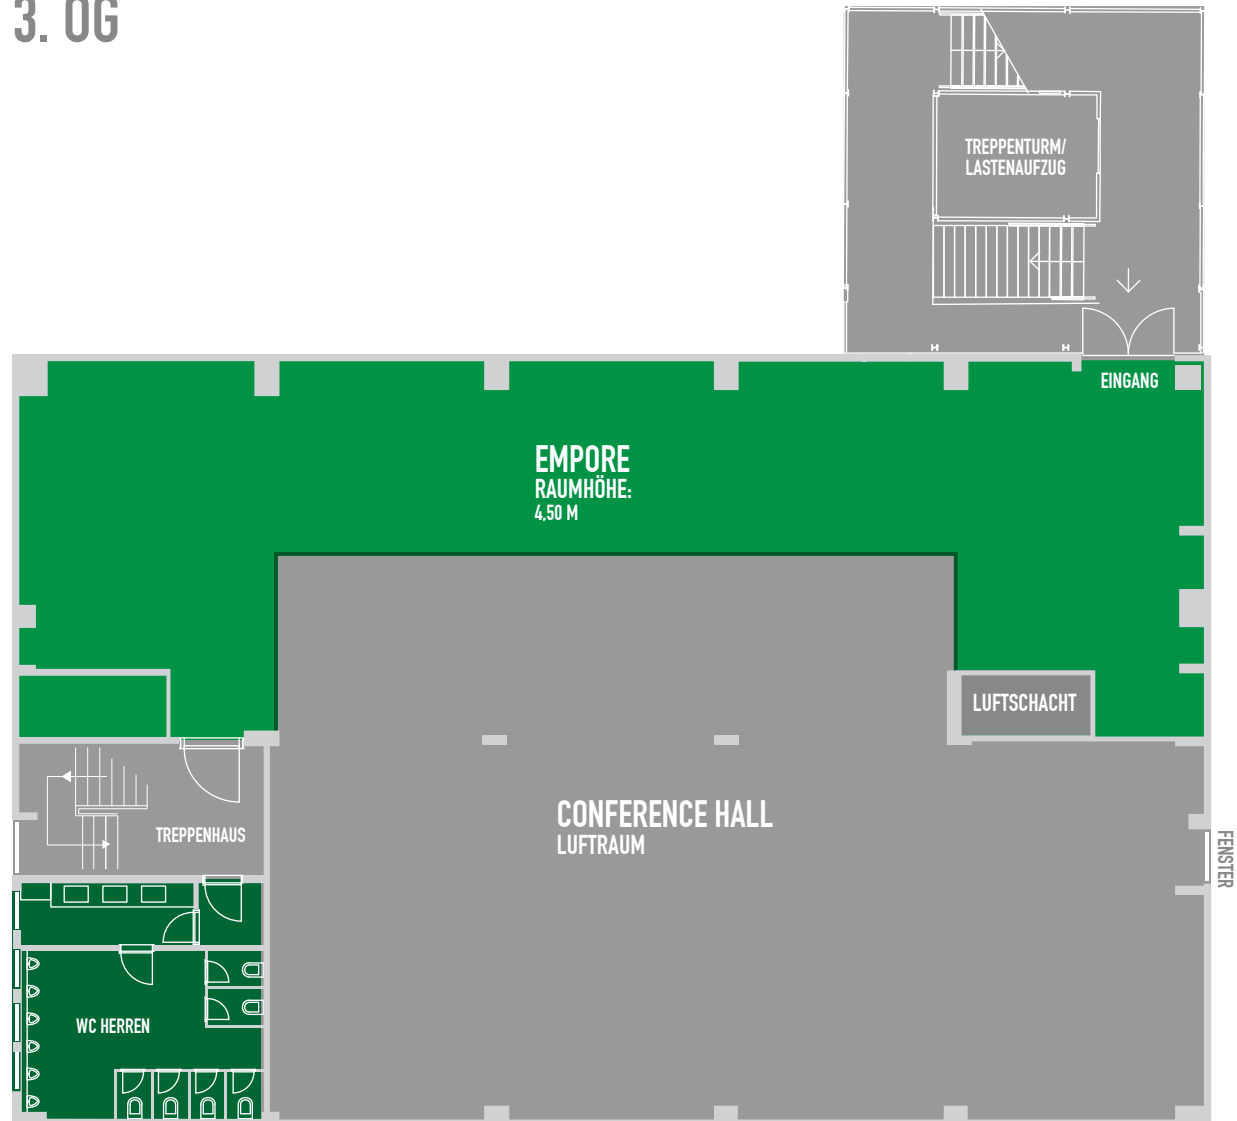 3. OG
TREPPENTURM/
LASTENAUFZUG
EINGANG
EMPORE
RAUMHÖHE:
4,50 M
LUFTSCHACHT
CONFERENCE HALL
LUFTRAUM
TREPPENHAUS
FENSTER
WC HERREN